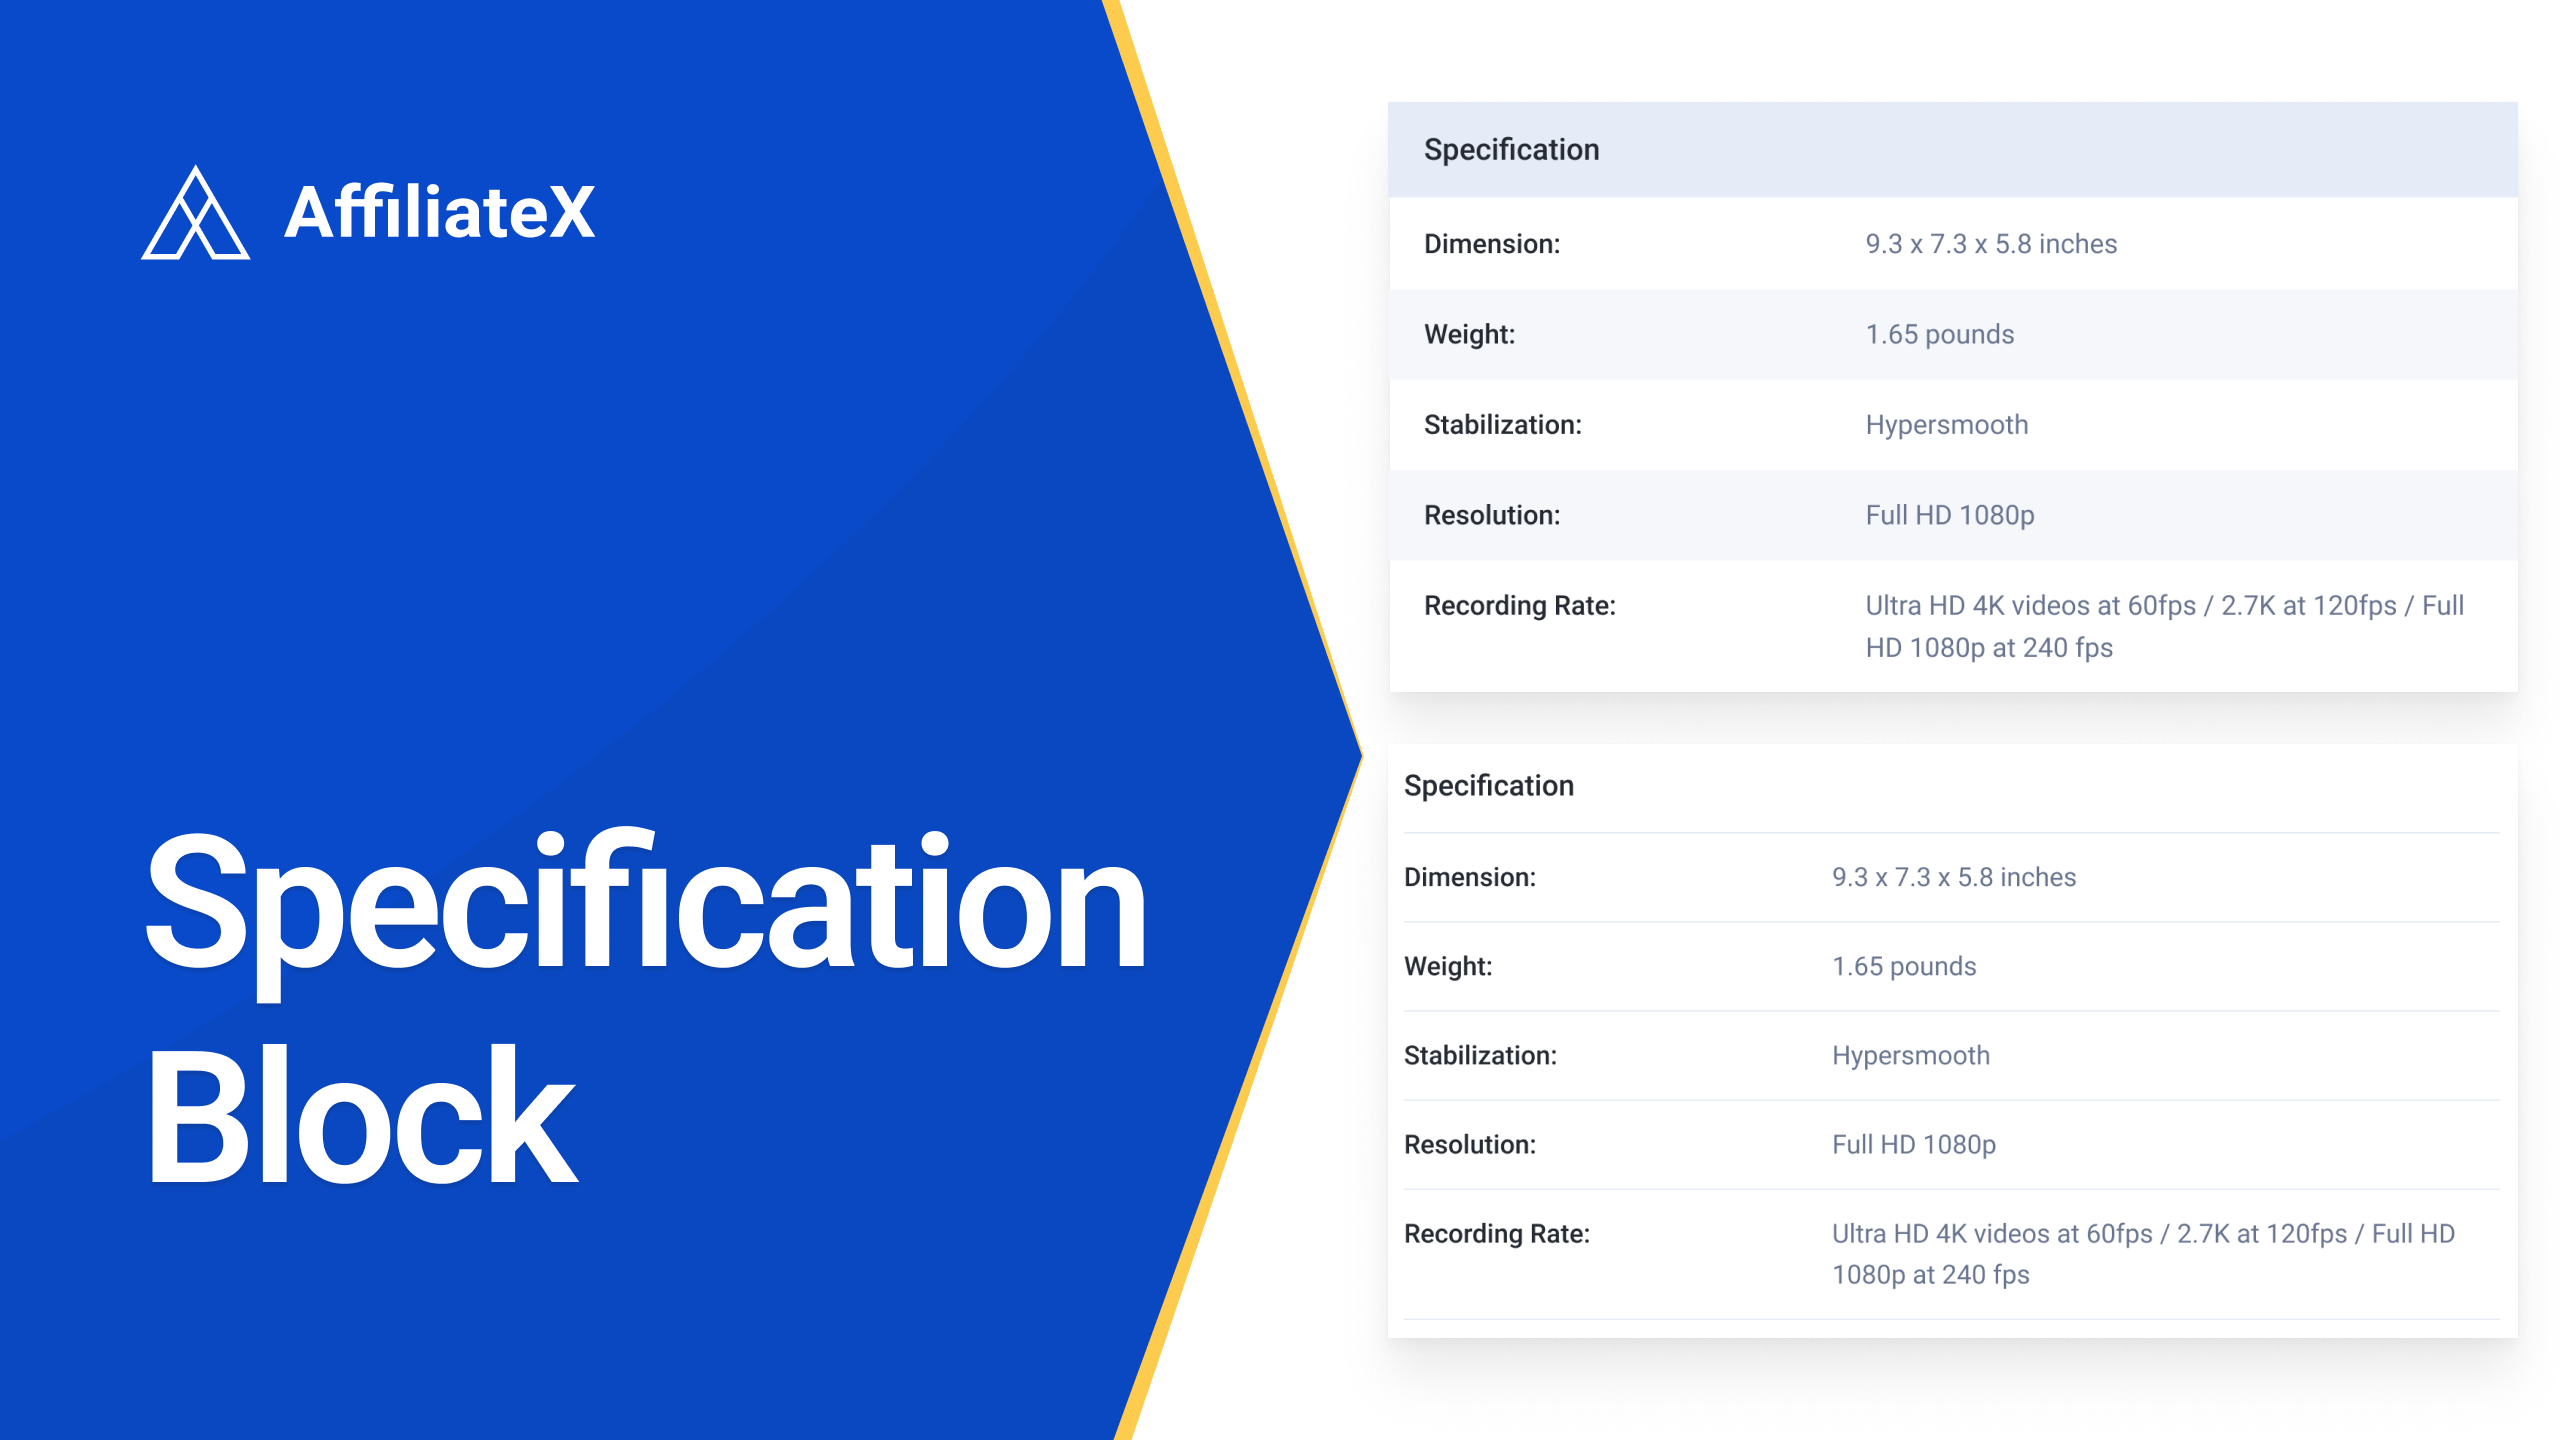 AffiliateX
Specification
Block
Specification
Dimension: 9.3 x 7.3 x 5.8 inches
Weight: 1.65 pounds
Stabilization: Hypersmooth
Resolution: Full HD 1080p
Recording Rate: Ultra HD 4K videos at 60fps / 2.7K at 120fps / Full
HD 1080p at 240 fps
Specification
Dimension: 9.3 x 7.3 x 5.8 inches
Weight: 1.65 pounds
Stabilization: Hypersmooth
Resolution: Full HD 1080p
Recording Rate: Ultra HD 4K videos at 60fps / 2.7K at 120fps / Full HD
1080p at 240 fps